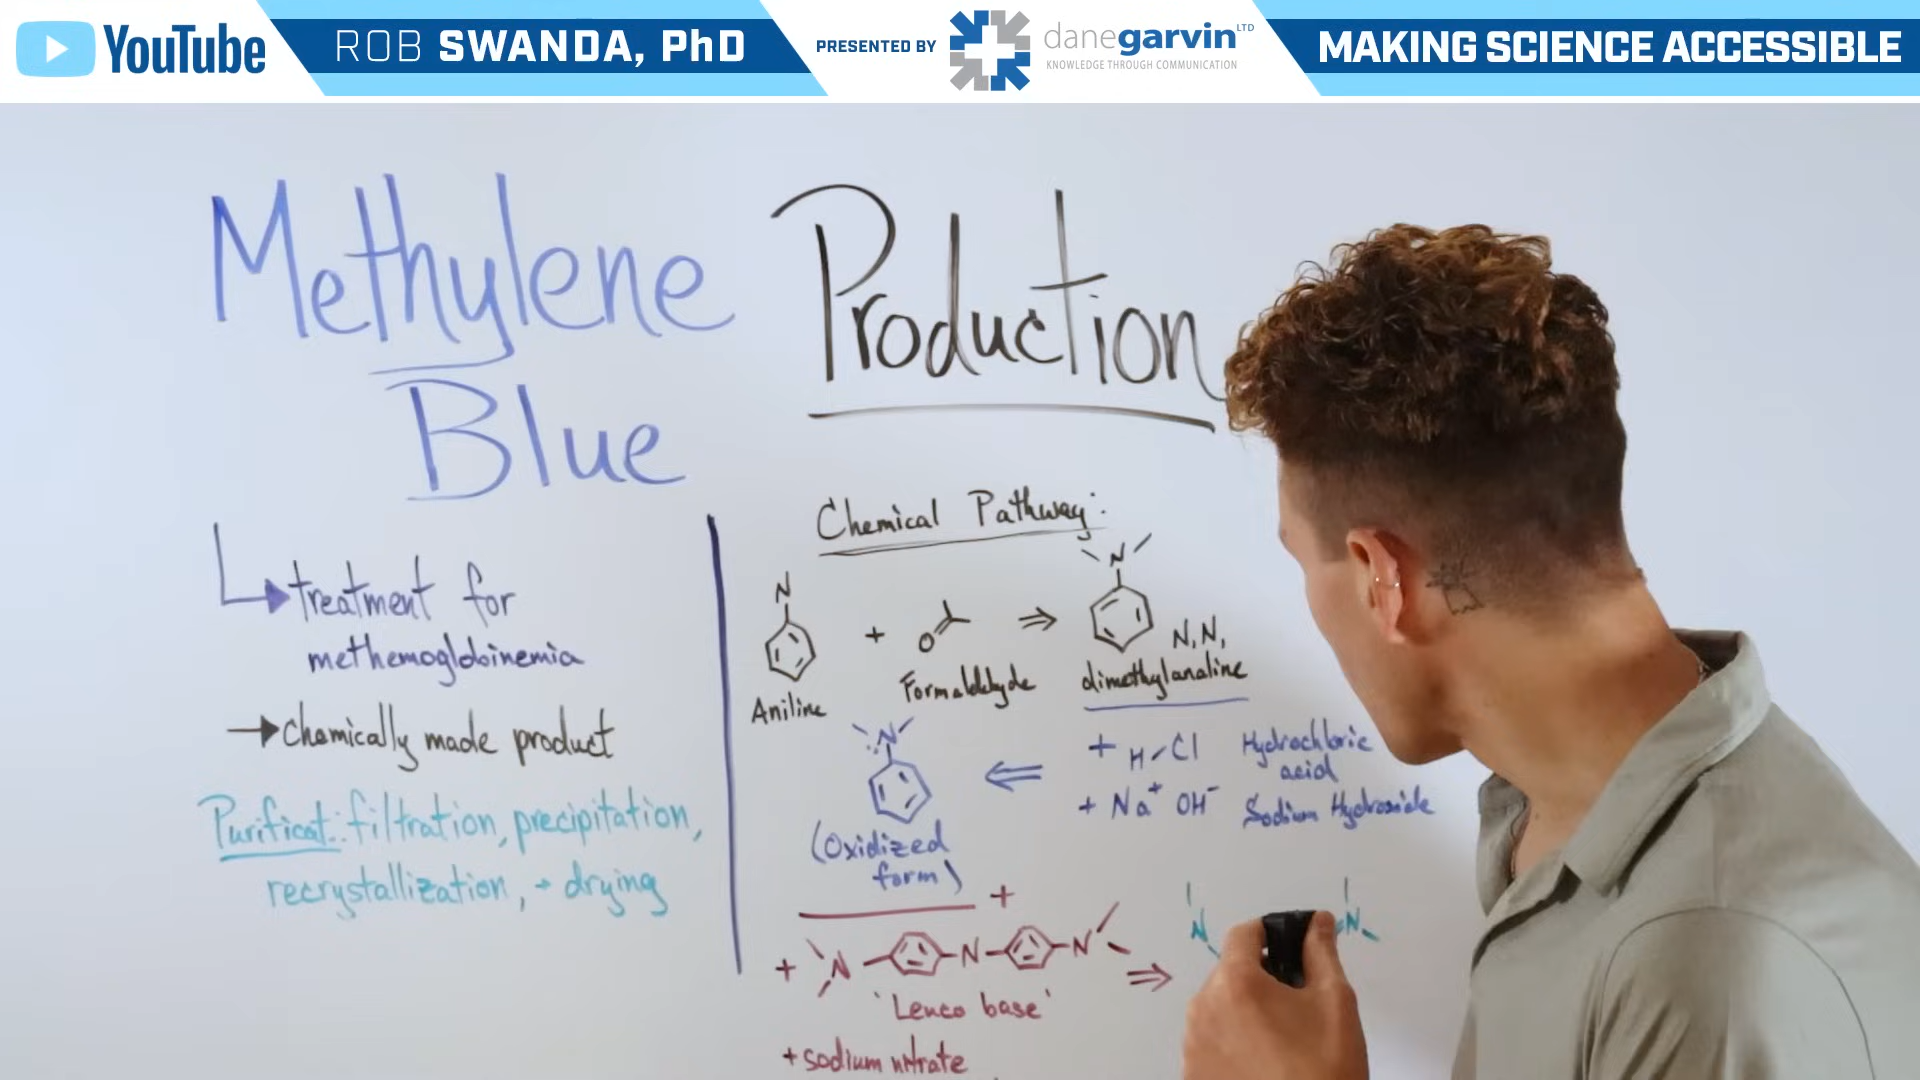 YouTube
ROB SWANDA, PhD
PRESENTED BY
danegarvin LTD
KNOWLEDGE THROUGH COMMUNICATION
MAKING SCIENCE ACCESSIBLE
Methylene
Blue
Production
treatment for
methemoglobinemia
→ Chemically made product
Purificat.: filtration, precipitation,
recrystallization, + drying
Chemical Pathway:
N
Aniline
+
O
Formaldehyde
⇒
N
N,N,
dimethylanaline
+ H-Cl Hydrochloric
acid
+ Na+ OH- Sodium Hydroxide
⇐
N
(Oxidized
form)
+
+ N N N
'Leuco base'
⇒
N N
+ sodium nitrate